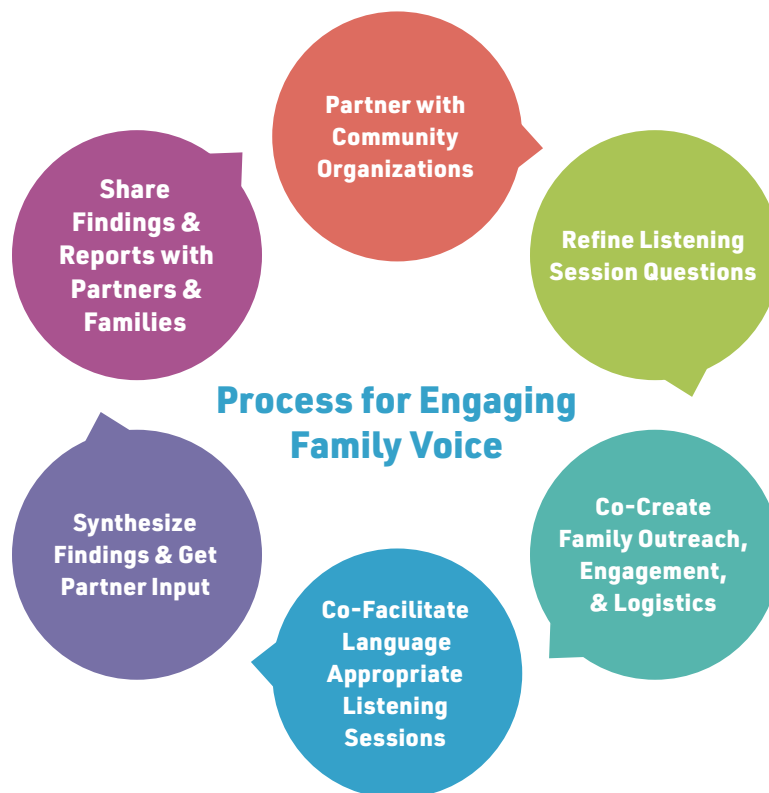 Partner with
Community
Organizations
Refine Listening
Session Questions
Co-Create
Family Outreach,
Engagement,
& Logistics
Co-Facilitate
Language
Appropriate
Listening
Sessions
Synthesize
Findings & Get
Partner Input
Share
Findings &
Reports with
Partners &
Families
Process for Engaging
Family Voice